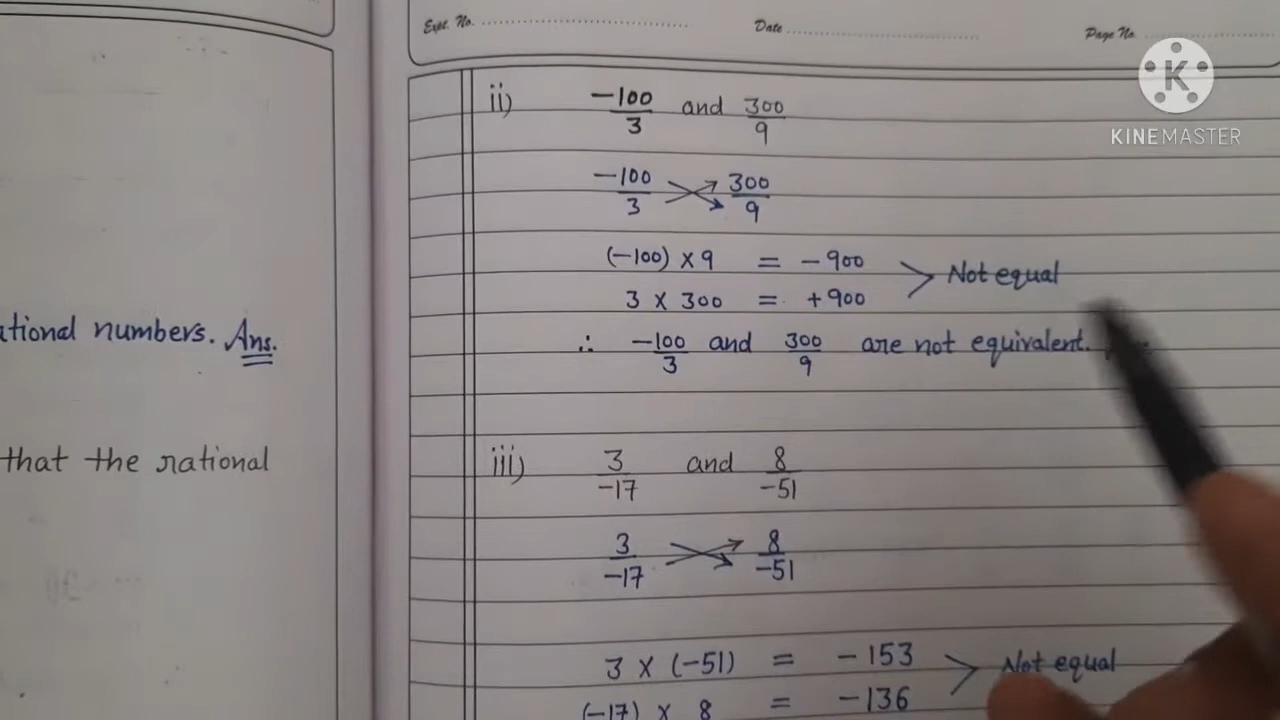 Expt. No.
Date
Page No.
K
KINEMASTER
ational numbers. Ans.
that the rational
ii) -100/3 and 300/9
-100/3 300/9
(-100) × 9 = -900
3 × 300 = +900
> Not equal
∴ -100/3 and 300/9 are not equivalent.
iii) 3/-17 and 8/-51
3/-17 8/-51
3 × (-51) = -153
(-17) × 8 = -136
> Not equal